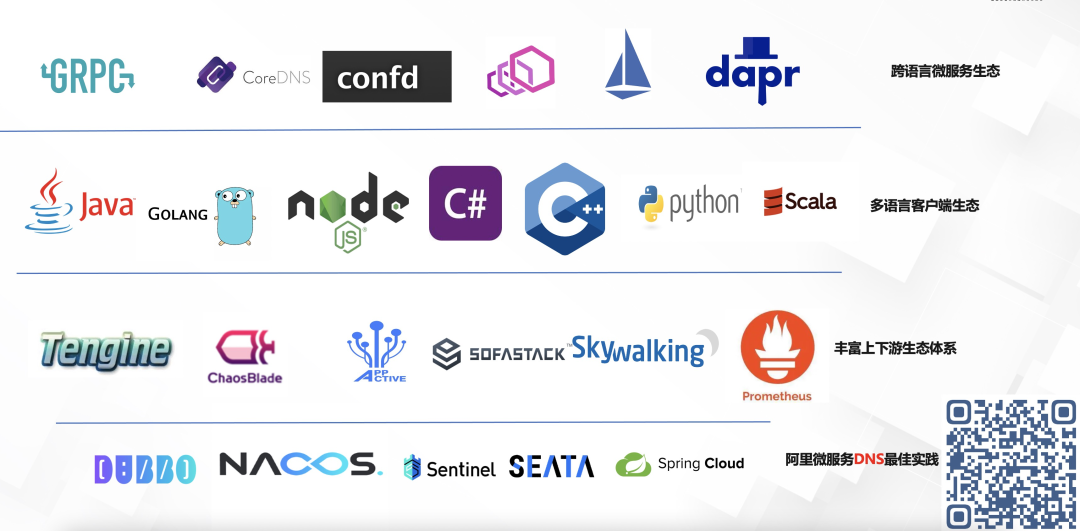 GRPC
CoreDNS
confd
dapr
跨语言微服务生态
Java
GOLANG
node
JS
C#
C++
python
Scala
多语言客户端生态
Tengine
ChaosBlade
APP ACTIVE
SOFASTACK™
Skywalking
Prometheus
丰富上下游生态体系
DUBBO
NACOS.
Sentinel
SEATA
Spring Cloud
阿里微服务DNS最佳实践